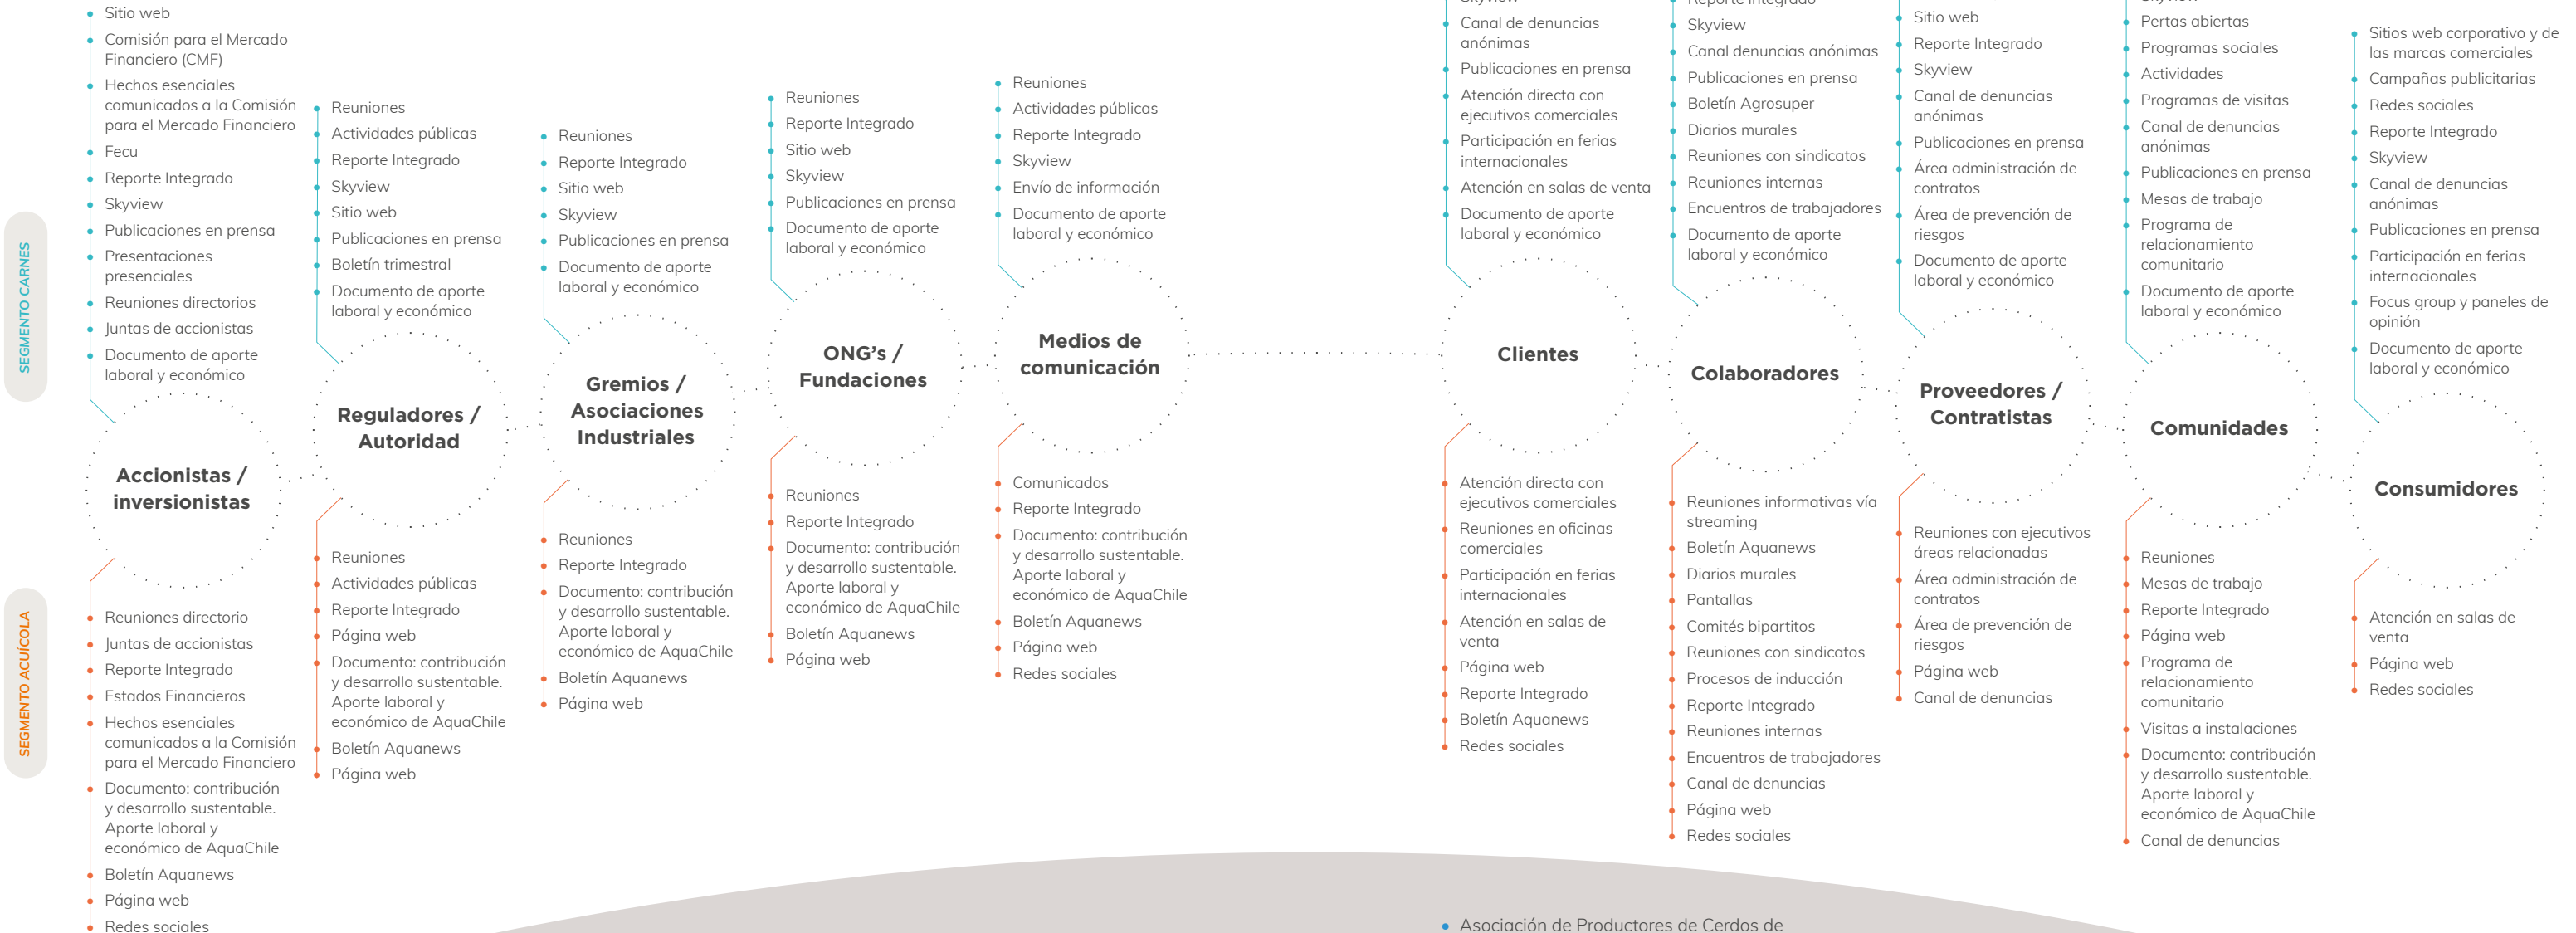 SEGMENTO CARNES
Sitio web
Comisión para el Mercado
Financiero (CMF)
Hechos esenciales
comunicados a la Comisión
para el Mercado Financiero
Fecu
Reporte Integrado
Skyview
Publicaciones en prensa
Presentaciones
presenciales
Reuniones directorios
Juntas de accionistas
Documento de aporte
laboral y económico
Reuniones
Actividades públicas
Reporte Integrado
Skyview
Sitio web
Publicaciones en prensa
Boletín trimestral
Documento de aporte
laboral y económico
Reuniones
Reporte Integrado
Sitio web
Skyview
Publicaciones en prensa
Documento de aporte
laboral y económico
Reuniones
Reporte Integrado
Sitio web
Skyview
Publicaciones en prensa
Documento de aporte
laboral y económico
Reuniones
Actividades públicas
Reporte Integrado
Skyview
Envío de información
Documento de aporte
laboral y económico
Skyview
Canal de denuncias
anónimas
Publicaciones en prensa
Atención directa con
ejecutivos comerciales
Participación en ferias
internacionales
Atención en salas de venta
Documento de aporte
laboral y económico
Reporte Integrado
Skyview
Canal denuncias anónimas
Publicaciones en prensa
Boletín Agrosuper
Diarios murales
Reuniones con sindicatos
Reuniones internas
Encuentros de trabajadores
Documento de aporte
laboral y económico
Sitio web
Reporte Integrado
Skyview
Canal de denuncias
anónimas
Publicaciones en prensa
Área administración de
contratos
Área de prevención de
riesgos
Documento de aporte
laboral y económico
Skyview
Pertas abiertas
Programas sociales
Actividades
Programas de visitas
Canal de denuncias
anónimas
Publicaciones en prensa
Mesas de trabajo
Programa de
relacionamiento
comunitario
Documento de aporte
laboral y económico
Sitios web corporativo y de
las marcas comerciales
Campañas publicitarias
Redes sociales
Reporte Integrado
Skyview
Canal de denuncias
anónimas
Publicaciones en prensa
Participación en ferias
internacionales
Focus group y paneles de
opinión
Documento de aporte
laboral y económico
Accionistas /
inversionistas
Reguladores /
Autoridad
Gremios /
Asociaciones
Industriales
ONG's /
Fundaciones
Medios de
comunicación
Clientes
Colaboradores
Proveedores /
Contratistas
Comunidades
Consumidores
SEGMENTO ACUÍCOLA
Reuniones directorio
Juntas de accionistas
Reporte Integrado
Estados Financieros
Hechos esenciales
comunicados a la Comisión
para el Mercado Financiero
Documento: contribución
y desarrollo sustentable.
Aporte laboral y
económico de AquaChile
Boletín Aquanews
Página web
Redes sociales
Reuniones
Actividades públicas
Reporte Integrado
Página web
Documento: contribución
y desarrollo sustentable.
Aporte laboral y
económico de AquaChile
Boletín Aquanews
Página web
Reuniones
Reporte Integrado
Documento: contribución
y desarrollo sustentable.
Aporte laboral y
económico de AquaChile
Boletín Aquanews
Página web
Reuniones
Reporte Integrado
Documento: contribución
y desarrollo sustentable.
Aporte laboral y
económico de AquaChile
Boletín Aquanews
Página web
Comunicados
Reporte Integrado
Documento: contribución
y desarrollo sustentable.
Aporte laboral y
económico de AquaChile
Boletín Aquanews
Página web
Redes sociales
Atención directa con
ejecutivos comerciales
Reuniones en oficinas
comerciales
Participación en ferias
internacionales
Atención en salas de
venta
Página web
Reporte Integrado
Boletín Aquanews
Redes sociales
Reuniones informativas vía
streaming
Boletín Aquanews
Diarios murales
Pantallas
Comités bipartitos
Reuniones con sindicatos
Procesos de inducción
Reporte Integrado
Reuniones internas
Encuentros de trabajadores
Canal de denuncias
Página web
Redes sociales
Reuniones con ejecutivos
áreas relacionadas
Área administración de
contratos
Área de prevención de
riesgos
Página web
Canal de denuncias
Reuniones
Mesas de trabajo
Reporte Integrado
Página web
Programa de
relacionamiento
comunitario
Visitas a instalaciones
Documento: contribución
y desarrollo sustentable.
Aporte laboral y
económico de AquaChile
Canal de denuncias
Atención en salas de
venta
Página web
Redes sociales
Asociación de Productores de Cerdos de